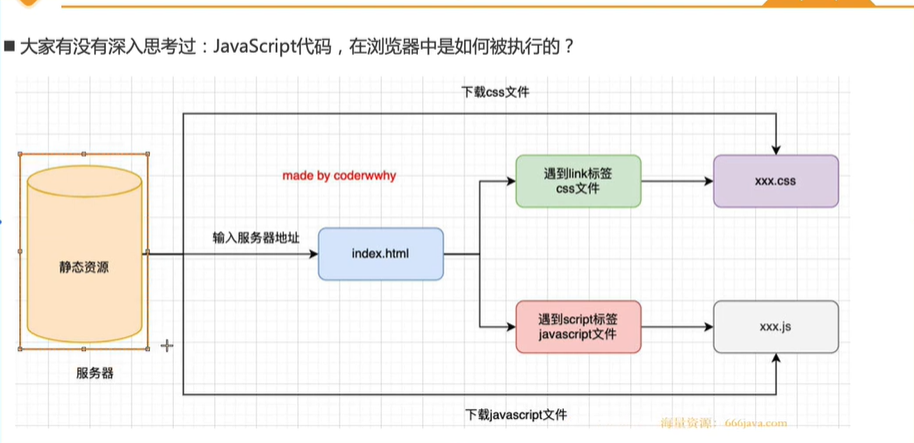 ■ 大家有没有深入思考过：JavaScript代码，在浏览器中是如何被执行的？
下载css文件
made by coderwwhy
遇到link标签
css文件
xxx.css
输入服务器地址
index.html
静态资源
遇到script标签
javascript文件
xxx.js
服务器
下载javascript文件
海量资源：666java.com